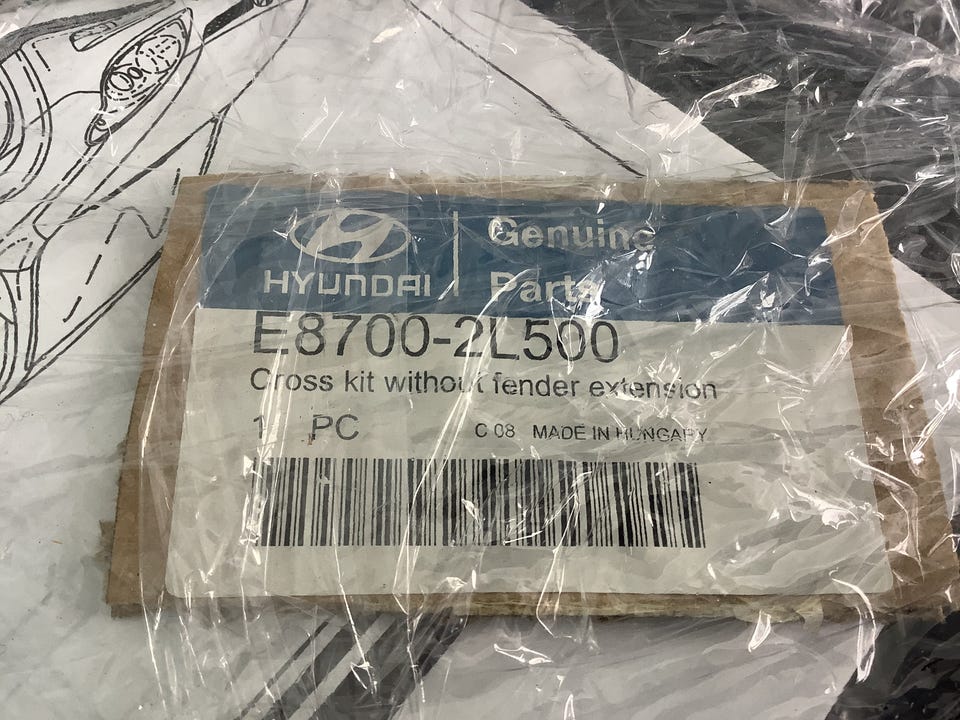 HYUNDAI
Genuine
Parts
E8700-2L500
Cross kit without fender extension
1 PC
C 08 MADE IN HUNGARY